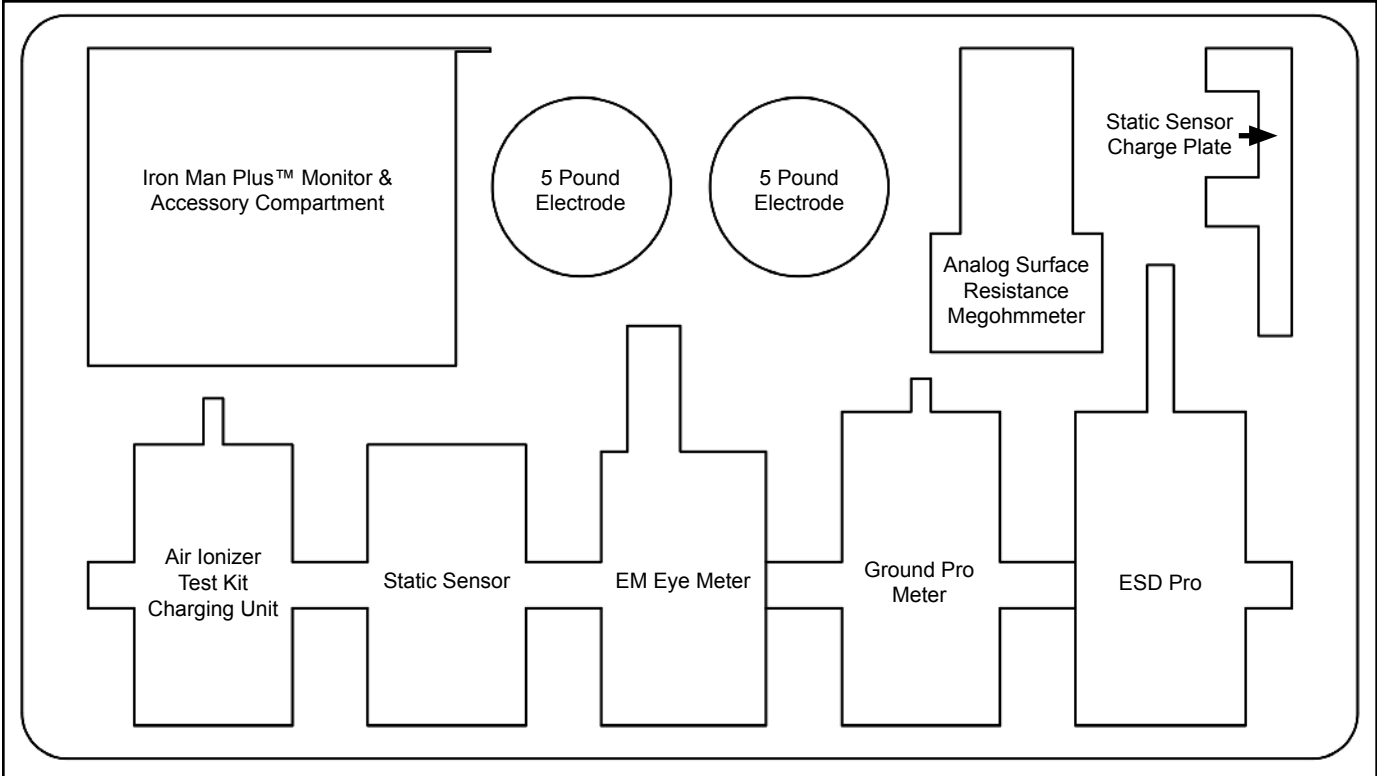 Iron Man Plus™ Monitor &
Accessory Compartment
5 Pound
Electrode
5 Pound
Electrode
Static Sensor
Charge Plate
Analog Surface
Resistance
Megohmmeter
Air Ionizer
Test Kit
Charging Unit
Static Sensor
EM Eye Meter
Ground Pro
Meter
ESD Pro